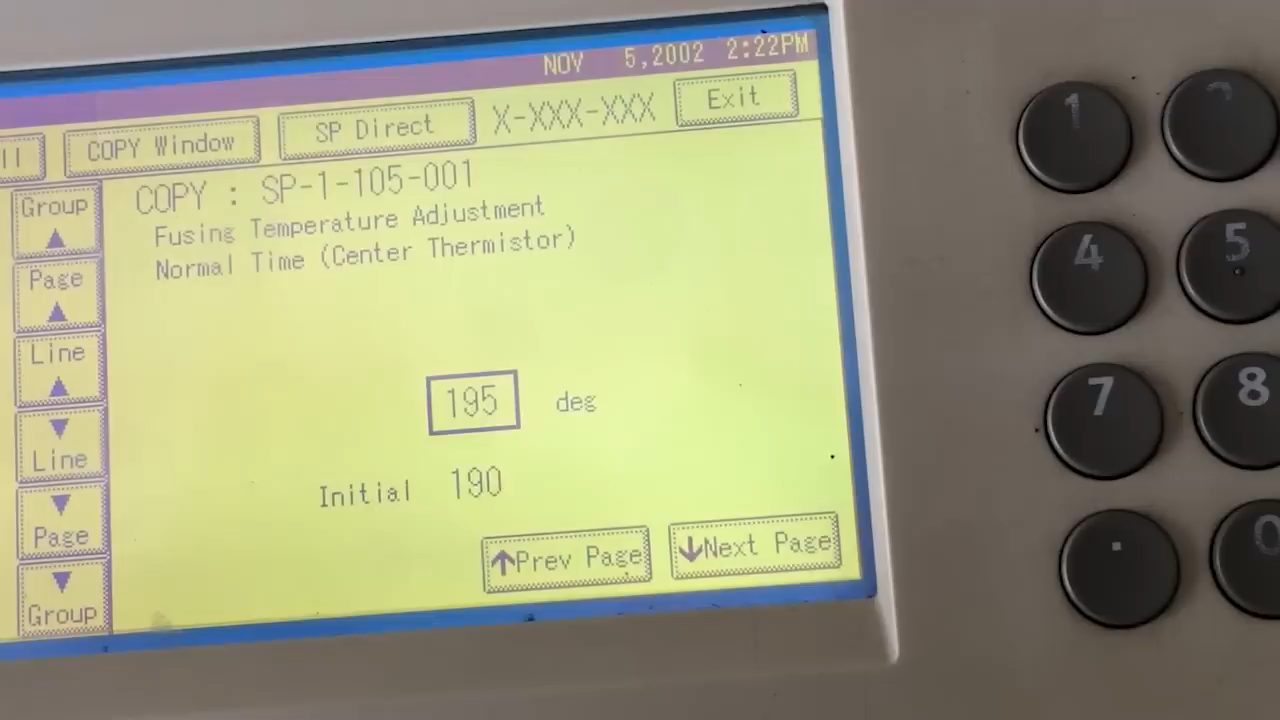 NOV 5,2002 2:22PM
COPY Window
SP Direct
X-XXX-XXX
Exit
COPY : SP-1-105-001
Fusing Temperature Adjustment
Normal Time (Center Thermistor)
Group
▲
Page
▲
Line
▲
▼
Line
▼
Page
▼
Group
195 deg
Initial 190
↑Prev Page
↓Next Page
1
4 5
7 8
. 0